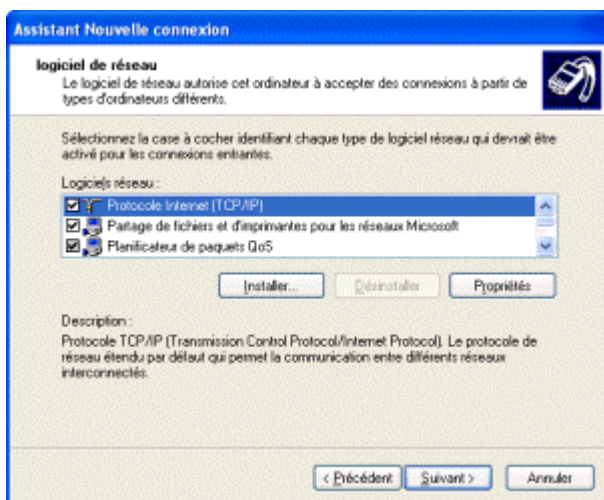 Assistant Nouvelle connexion
logiciel de réseau
Le logiciel de réseau autorise cet ordinateur à accepter des connexions à partir de
types d'ordinateurs différents.
Sélectionnez la case à cocher identifiant chaque type de logiciel réseau qui devrait être
activé pour les connexions entrantes.
Logiciels réseau :
Protocole Internet (TCP/IP)
Partage de fichiers et d'imprimantes pour les réseaux Microsoft
Planificateur de paquets QoS
Installer... Désinstaller Propriétés
Description :
Protocole TCP/IP (Transmission Control Protocol/Internet Protocol). Le protocole de
réseau étendu par défaut qui permet la communication entre différents réseaux
interconnectés.
< Précédent Suivant > Annuler